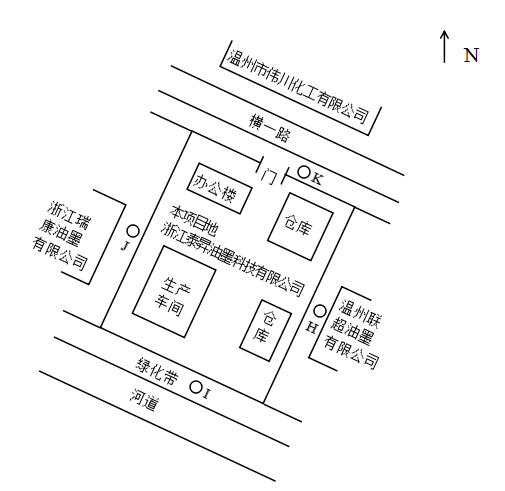 N
温州市伟川化工有限公司
横一路
门
K
办公楼
仓库
本项目地
浙江泰昇油墨科技有限公司
浙江瑞
康油墨
有限公司
J
生产
车间
仓
库
H
温州联
超油墨
有限公司
绿化带
I
河道